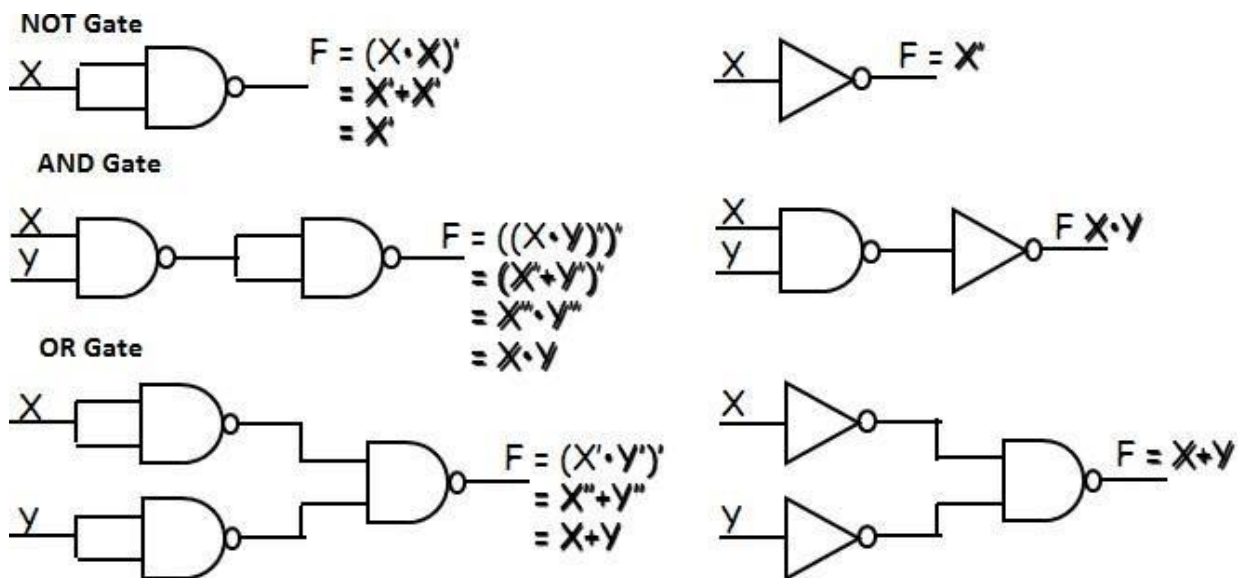 NOT Gate
X
F = (X·X)'
= X'+X'
= X'
X
F = X'
AND Gate
X
Y
F = ((X·Y)')'
= (X'+Y')'
= X''·Y''
= X·Y
X
Y
F X·Y
OR Gate
X
Y
F = (X'·Y')'
= X''+Y''
= X+Y
X
Y
F = X+Y